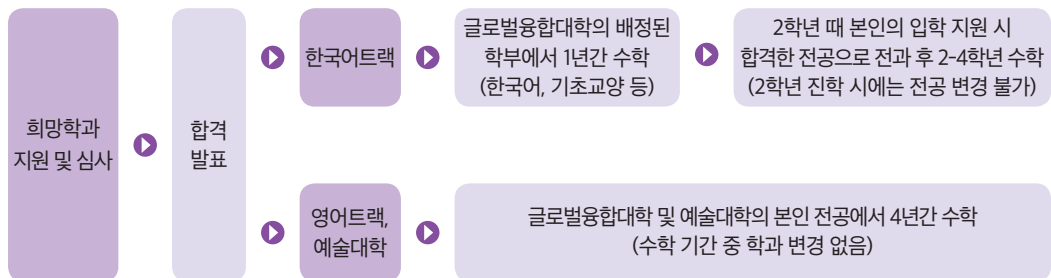 희망학과
지원 및 심사
합격
발표
한국어트랙
글로벌융합대학의 배정된
학부에서 1년간 수학
(한국어, 기초교양 등)
2학년 때 본인의 입학 지원 시
합격한 전공으로 전과 후 2-4학년 수학
(2학년 진학 시에는 전공 변경 불가)
영어트랙,
예술대학
글로벌융합대학 및 예술대학의 본인 전공에서 4년간 수학
(수학 기간 중 학과 변경 없음)